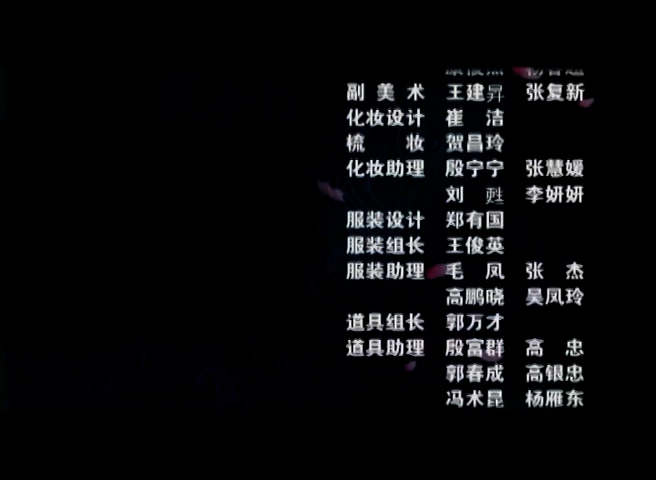 副美术 王建昇 张复新
化妆设计 崔洁
梳妆 贺昌玲
化妆助理 殷宁宁 张慧媛
刘甦 李妍妍
服装设计 郑有国
服装组长 王俊英
服装助理 毛凤 张杰
高鹏晓 吴凤玲
道具组长 郭万才
道具助理 殷富群 高忠
郭春成 高银忠
冯术昆 杨雁东